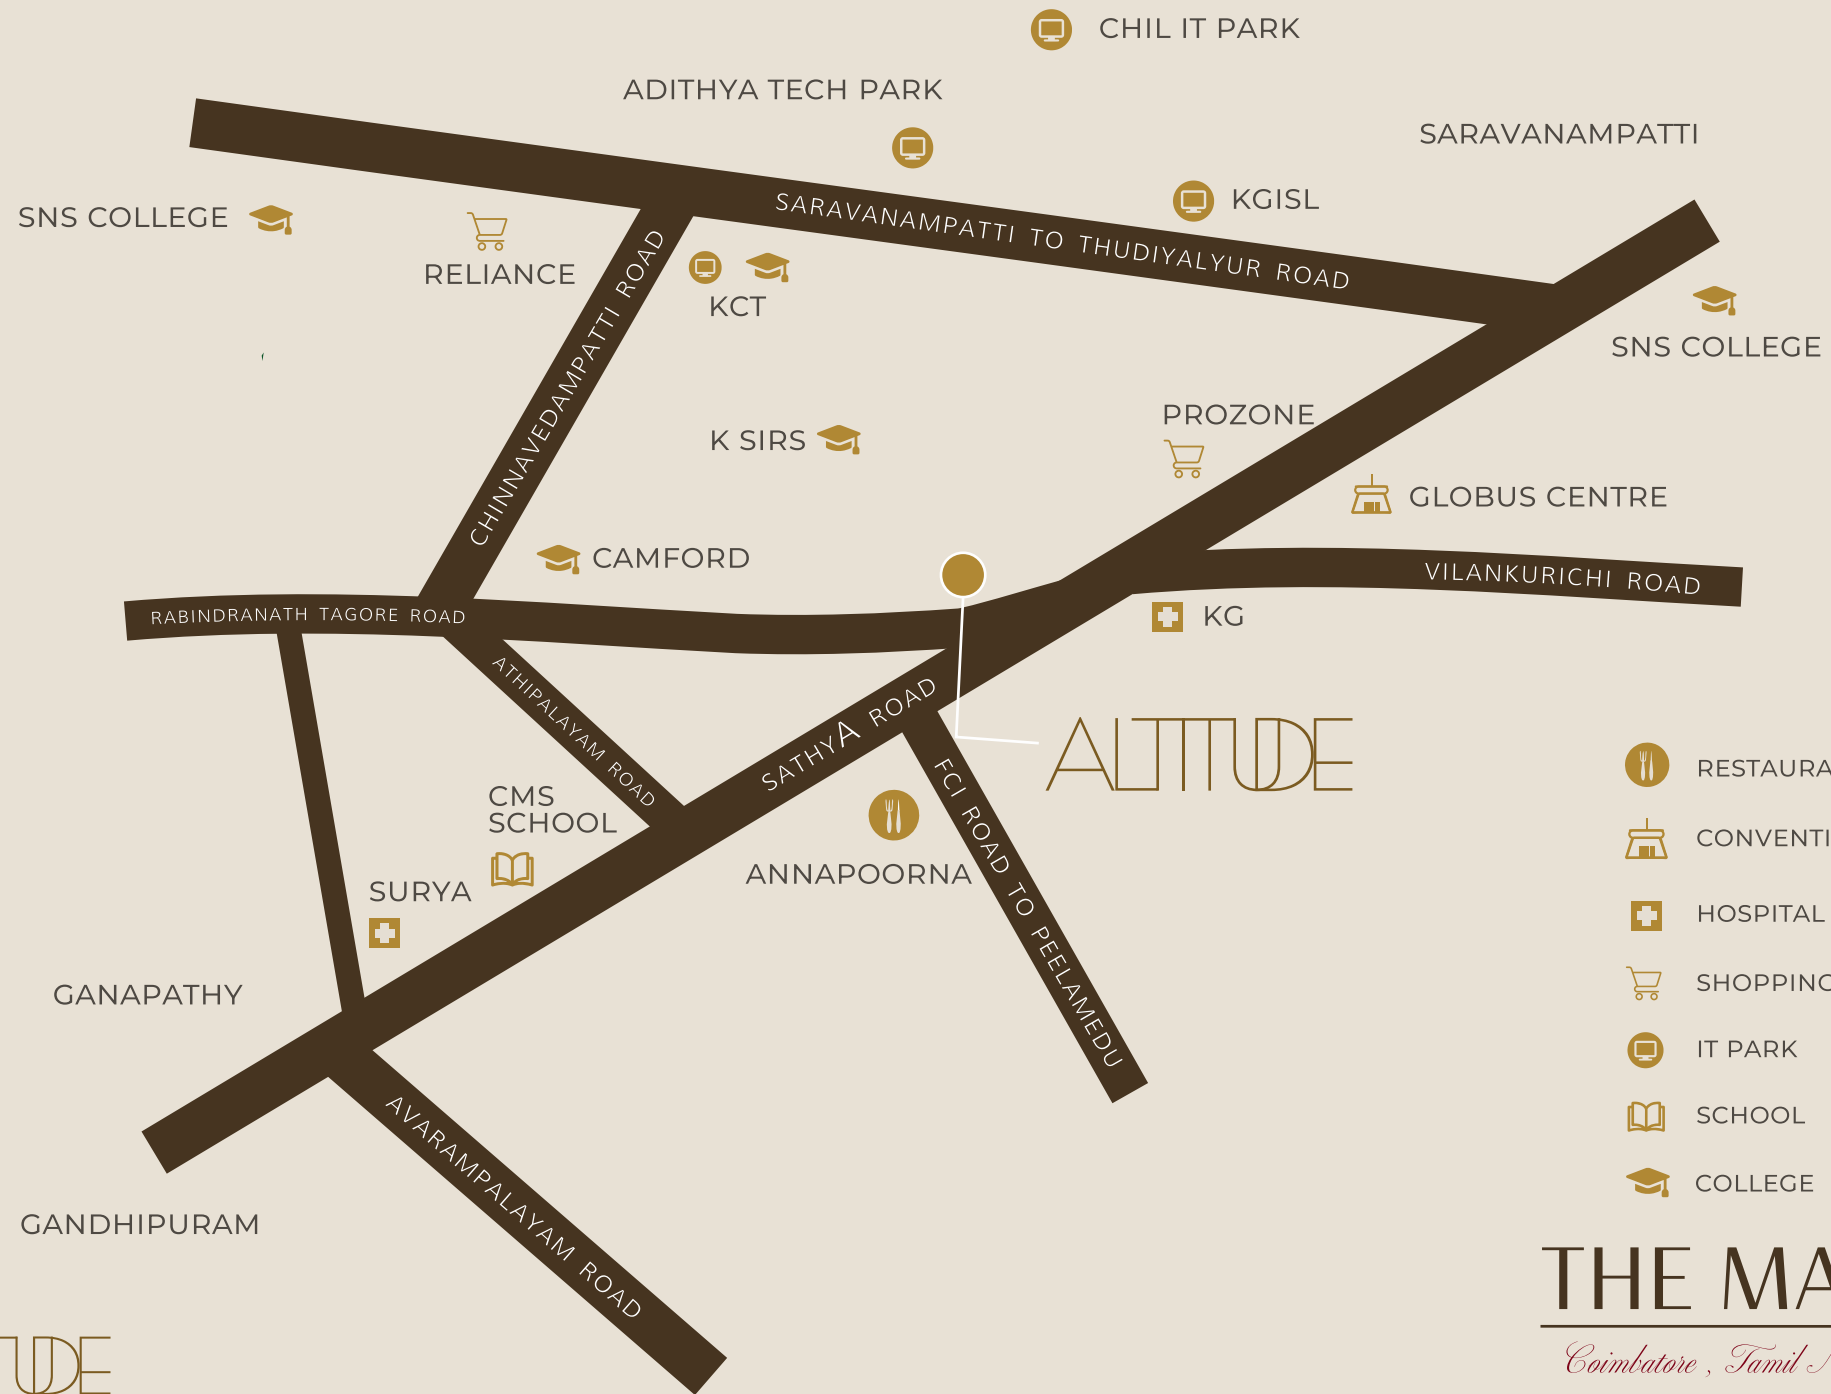 CHIL IT PARK
ADITHYA TECH PARK
SARAVANAMPATTI
KGISL
SNS COLLEGE
RELIANCE
SARAVANAMPATTI TO THUDIYALYUR ROAD
CHINNAVEDAMPATTI ROAD
KCT
SNS COLLEGE
K SIRS
PROZONE
GLOBUS CENTRE
CAMFORD
VILANKURICHI ROAD
RABINDRANATH TAGORE ROAD
KG
ATHIPALAYAM ROAD
SATHYA ROAD
ALTITUDE
FCI ROAD TO PEELAMEDU
CMS
SCHOOL
ANNAPOORNA
SURYA
GANAPATHY
AVARAMPALAYAM ROAD
GANDHIPURAM
RESTAURA
CONVENTI
HOSPITAL
SHOPPING
IT PARK
SCHOOL
COLLEGE
THE MA
Coimbatore , Tamil N
UDE